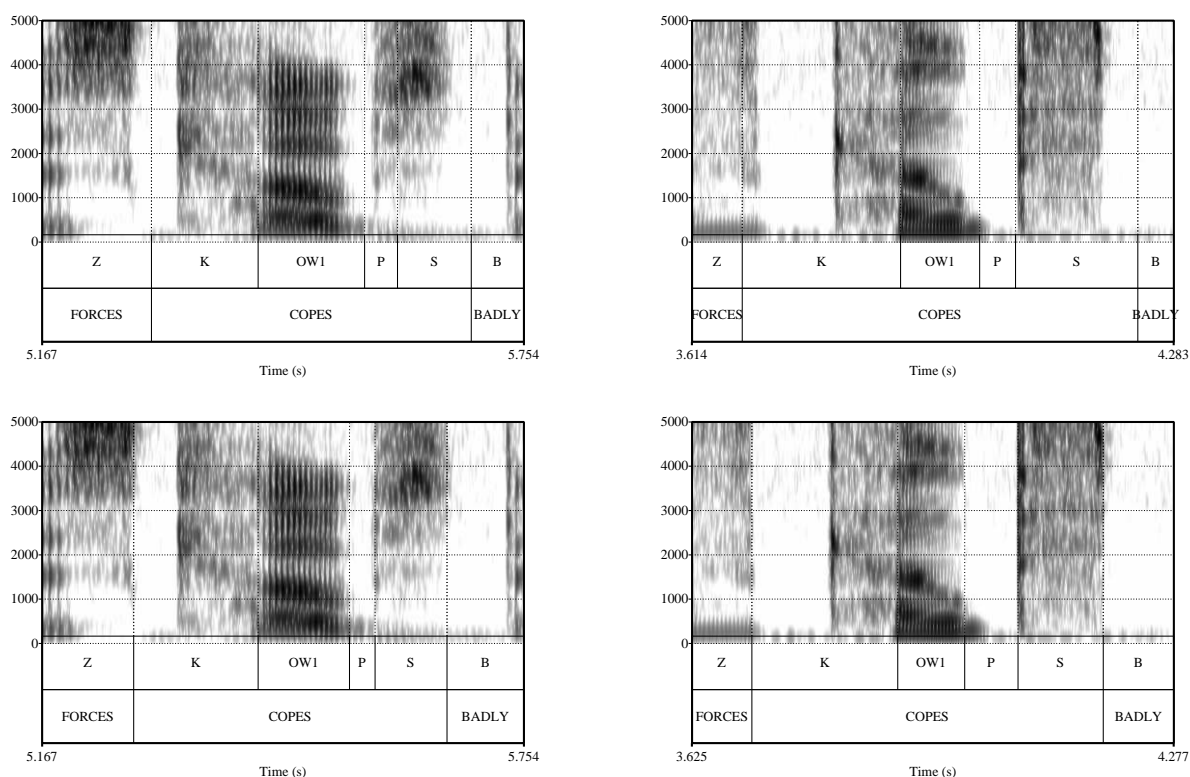 5000
4000
3000
2000
1000
0
Z K OW1 P S B
FORCES COPES BADLY
5.167 5.754
Time (s)
5000
4000
3000
2000
1000
0
Z K OW1 P S B
FORCES COPES BADLY
3.614 4.283
Time (s)
5000
4000
3000
2000
1000
0
Z K OW1 P S B
FORCES COPES BADLY
5.167 5.754
Time (s)
5000
4000
3000
2000
1000
0
Z K OW1 P S B
FORCES COPES BADLY
3.625 4.277
Time (s)